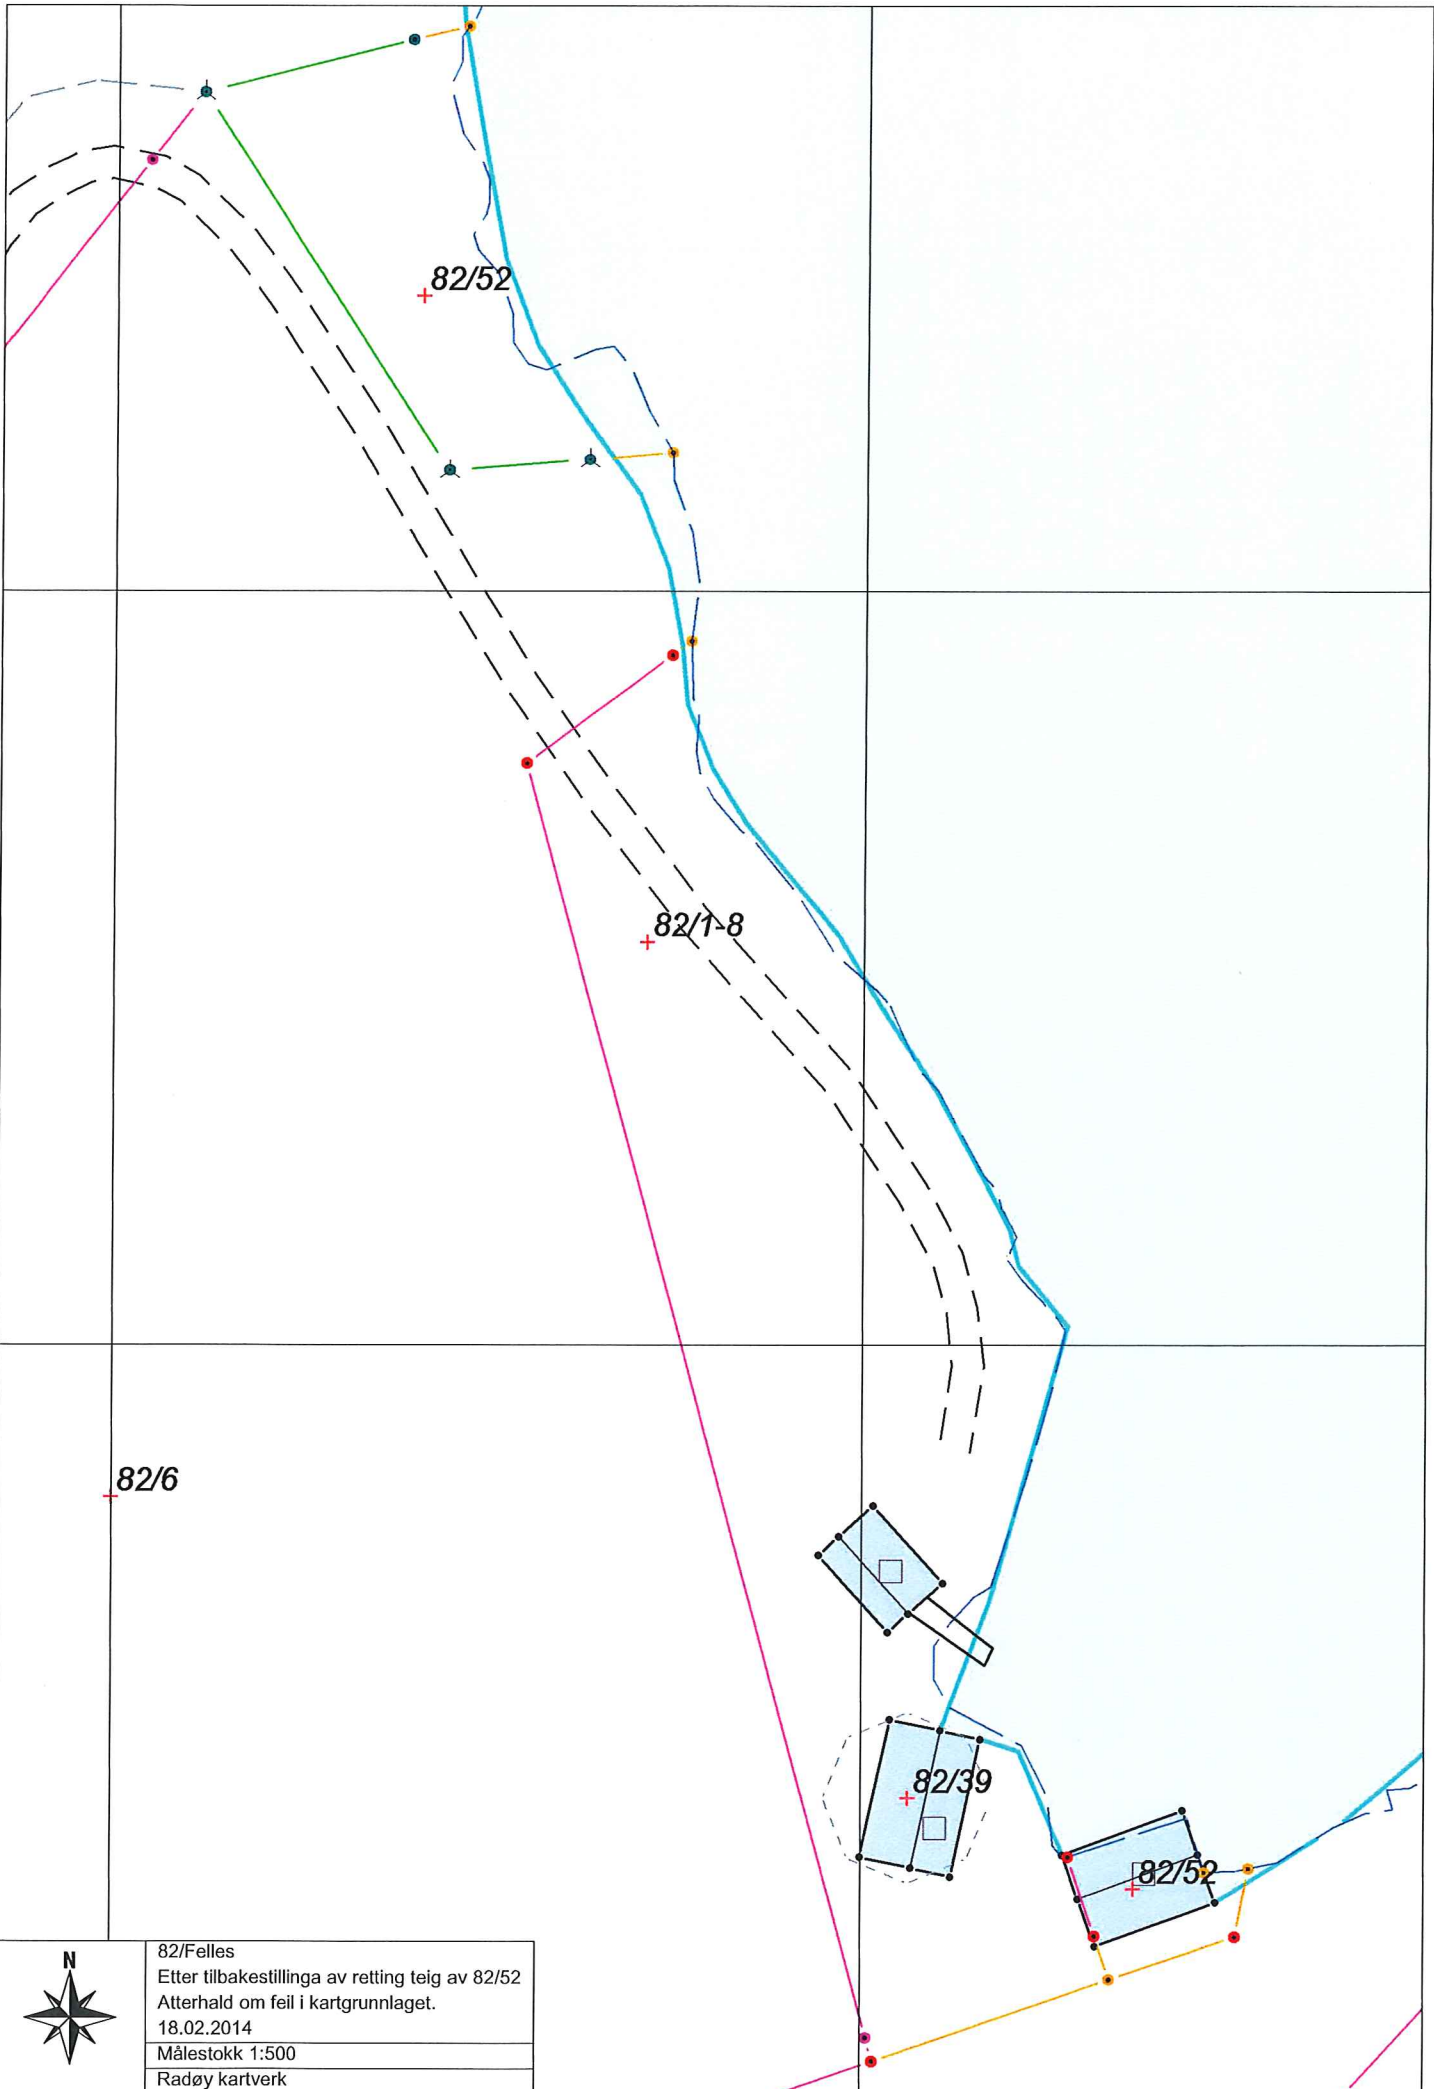 82/52
82/1-8
82/6
82/39
82/52
N
82/Felles
Etter tilbakestillinga av retting teig av 82/52
Atterhald om feil i kartgrunnlaget.
18.02.2014
Målestokk 1:500
Radøy kartverk